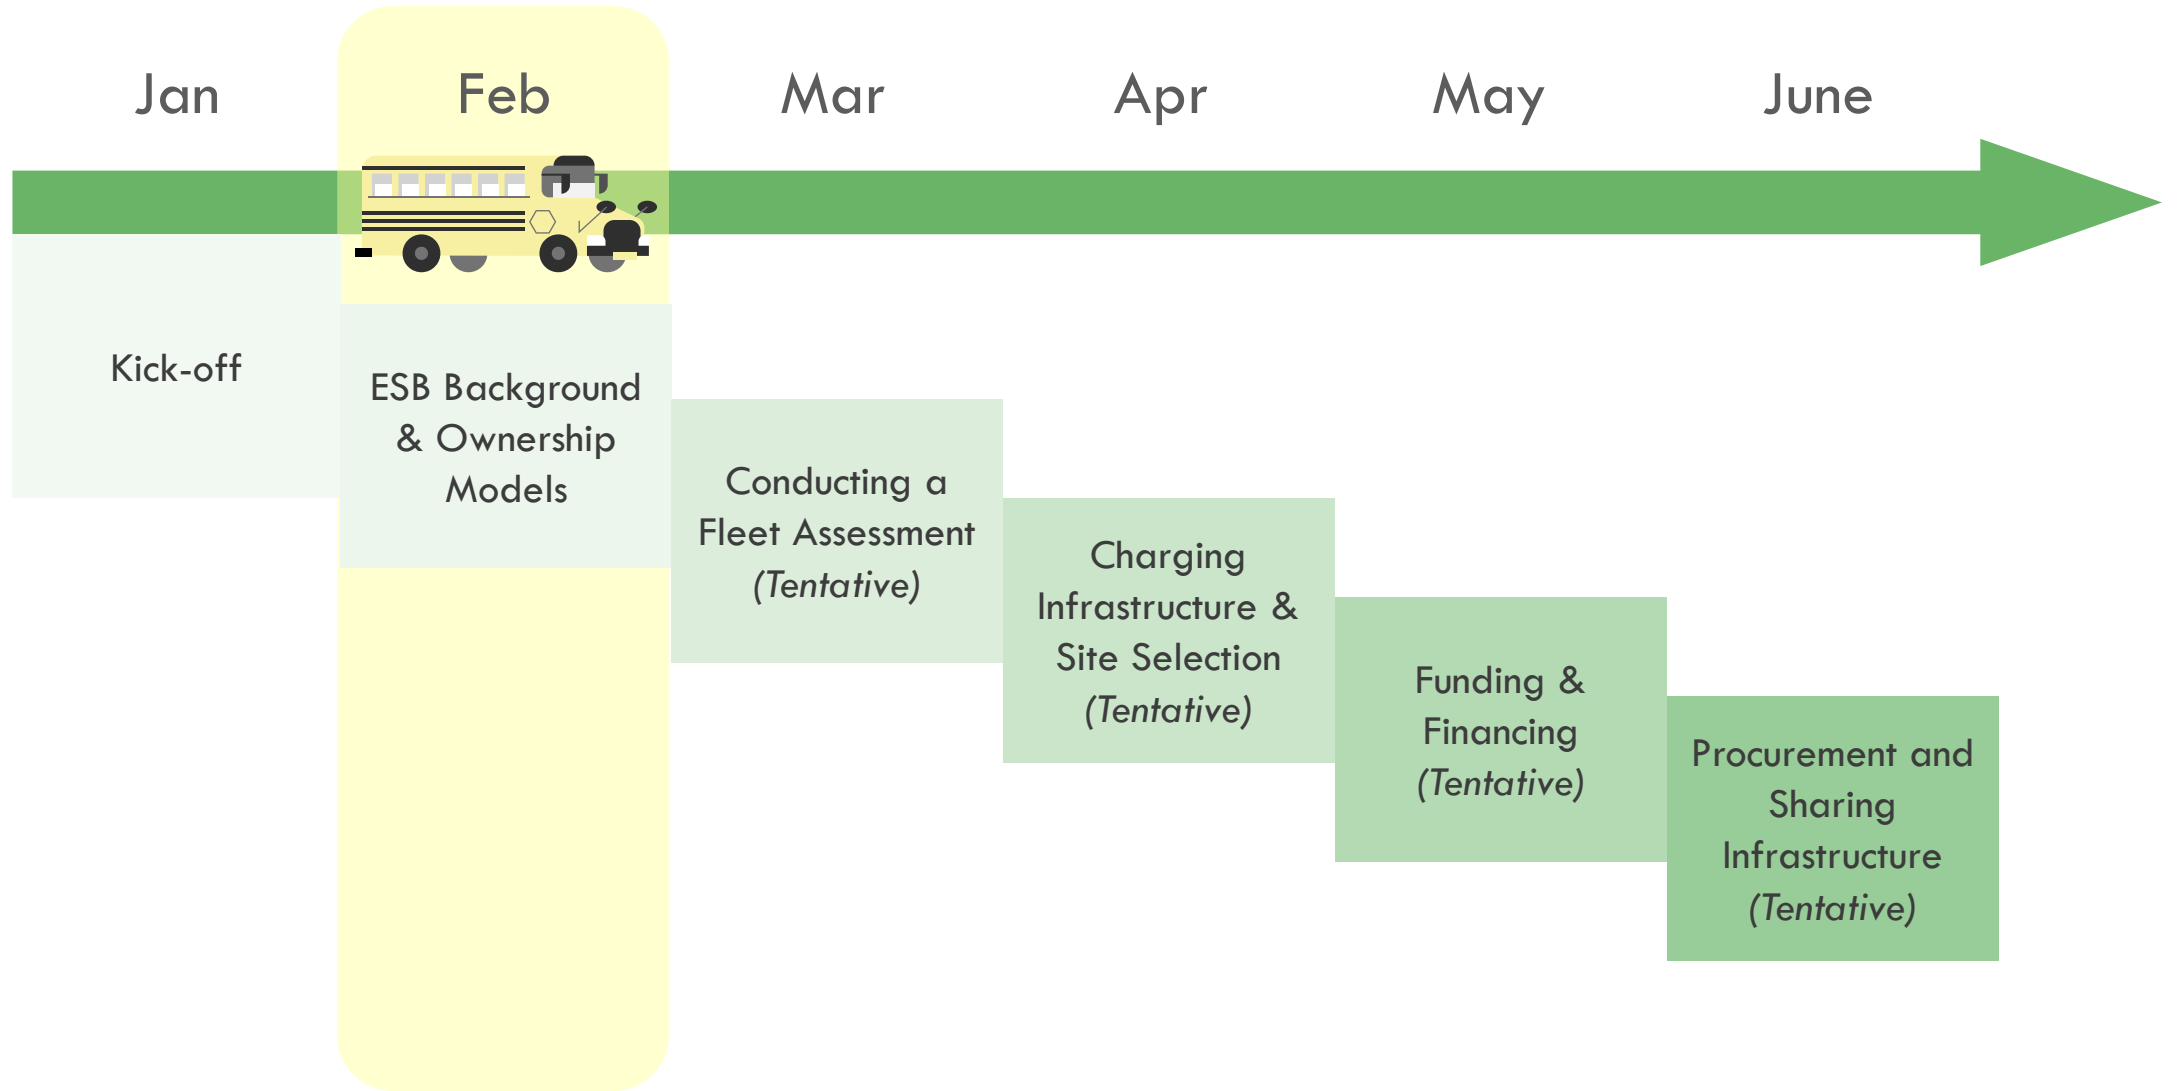 Jan
Feb
Mar
Apr
May
June
Kick-off
ESB Background
& Ownership
Models
Conducting a
Fleet Assessment
(Tentative)
Charging
Infrastructure &
Site Selection
(Tentative)
Funding &
Financing
(Tentative)
Procurement and
Sharing
Infrastructure
(Tentative)